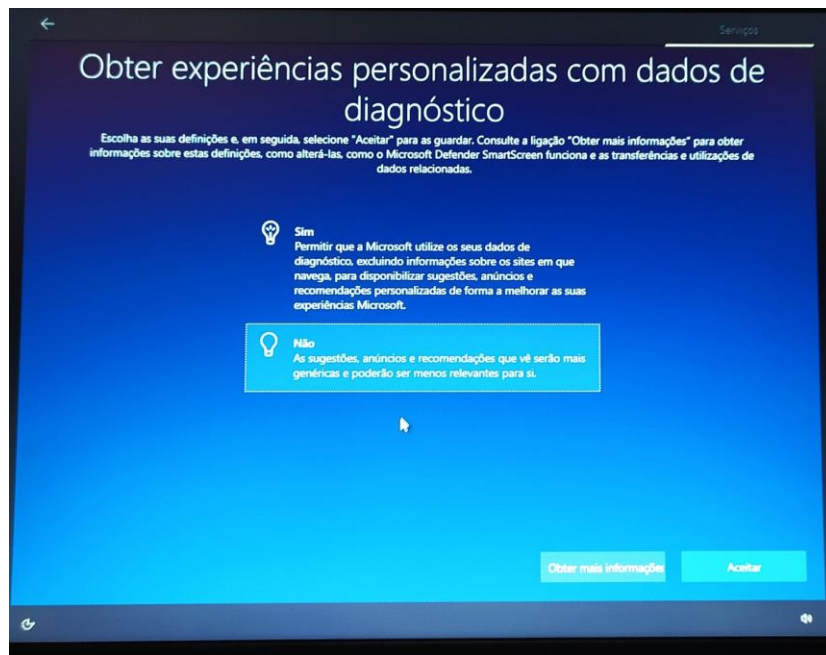 Serviços
Obter experiências personalizadas com dados de
diagnóstico
Escolha as suas definições e, em seguida, selecione "Aceitar" para as guardar. Consulte a ligação "Obter mais informações" para obter
informações sobre estas definições, como alterá-las, como o Microsoft Defender SmartScreen funciona e as transferências e utilizações de
dados relacionadas.
Sim
Permitir que a Microsoft utilize os seus dados de
diagnóstico, excluindo informações sobre os sites em que
navega, para disponibilizar sugestões, anúncios e
recomendações personalizadas de forma a melhorar as suas
experiências Microsoft.
Não
As sugestões, anúncios e recomendações que vê serão mais
genéricas e poderão ser menos relevantes para si.
Obter mais informações
Aceitar